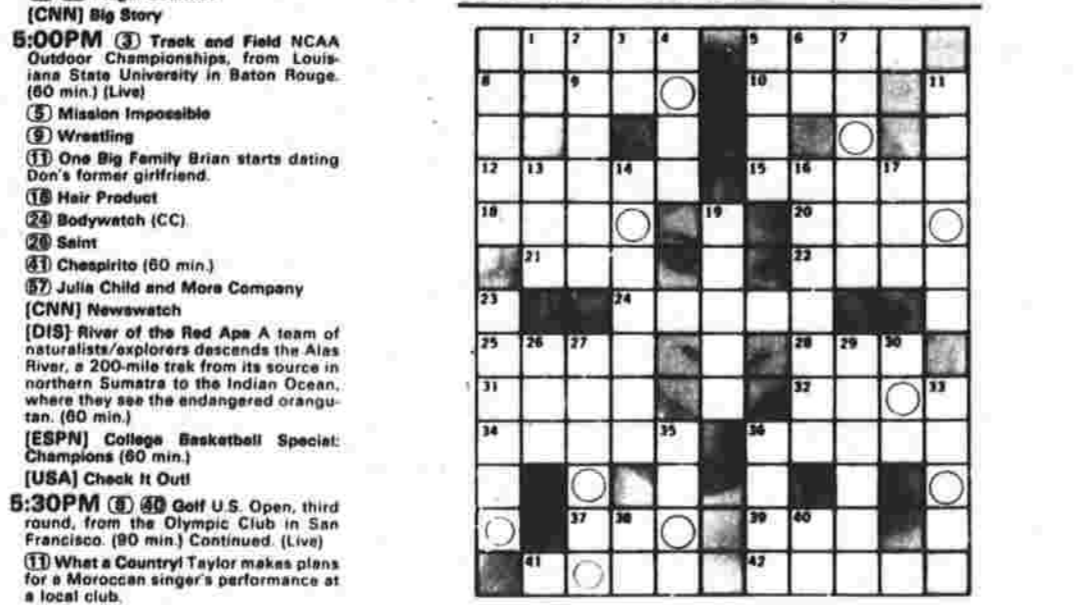 [CNN] Big Story
5:00PM (3) Track and Field NCAA
Outdoor Championships, from Louis-
iana State University in Baton Rouge.
(60 min.) (Live)
(5) Mission Impossible
(9) Wrestling
(11) One Big Family Brian starts dating
Don's former girlfriend.
(18) Hair Product
(24) Bodywatch (CC).
(26) Saint
(41) Chespirito (60 min.)
(57) Julia Child and More Company
[CNN] Newswatch
[DIS] River of the Red Ape A team of
naturalists/explorers descends the Alas
River, a 200-mile trek from its source in
northern Sumatra to the Indian Ocean,
where they see the endangered orangu-
tan. (60 min.)
[ESPN] College Basketball Special:
Champions (60 min.)
[USA] Check It Out!
5:30PM (8) (40) Golf U.S. Open, third
round, from the Olympic Club in San
Francisco. (90 min.) Continued. (Live)
(11) What a Country! Taylor makes plans
for a Moroccan singer's performance at
a local club.
1 2 3 4 5 6 7
8 9 10 11
12 13 14 15 16 17
18 19 20
21 22
23 24
25 26 27 28 29 30
31 32 33
34 35 36
37 38 39 40
41 42